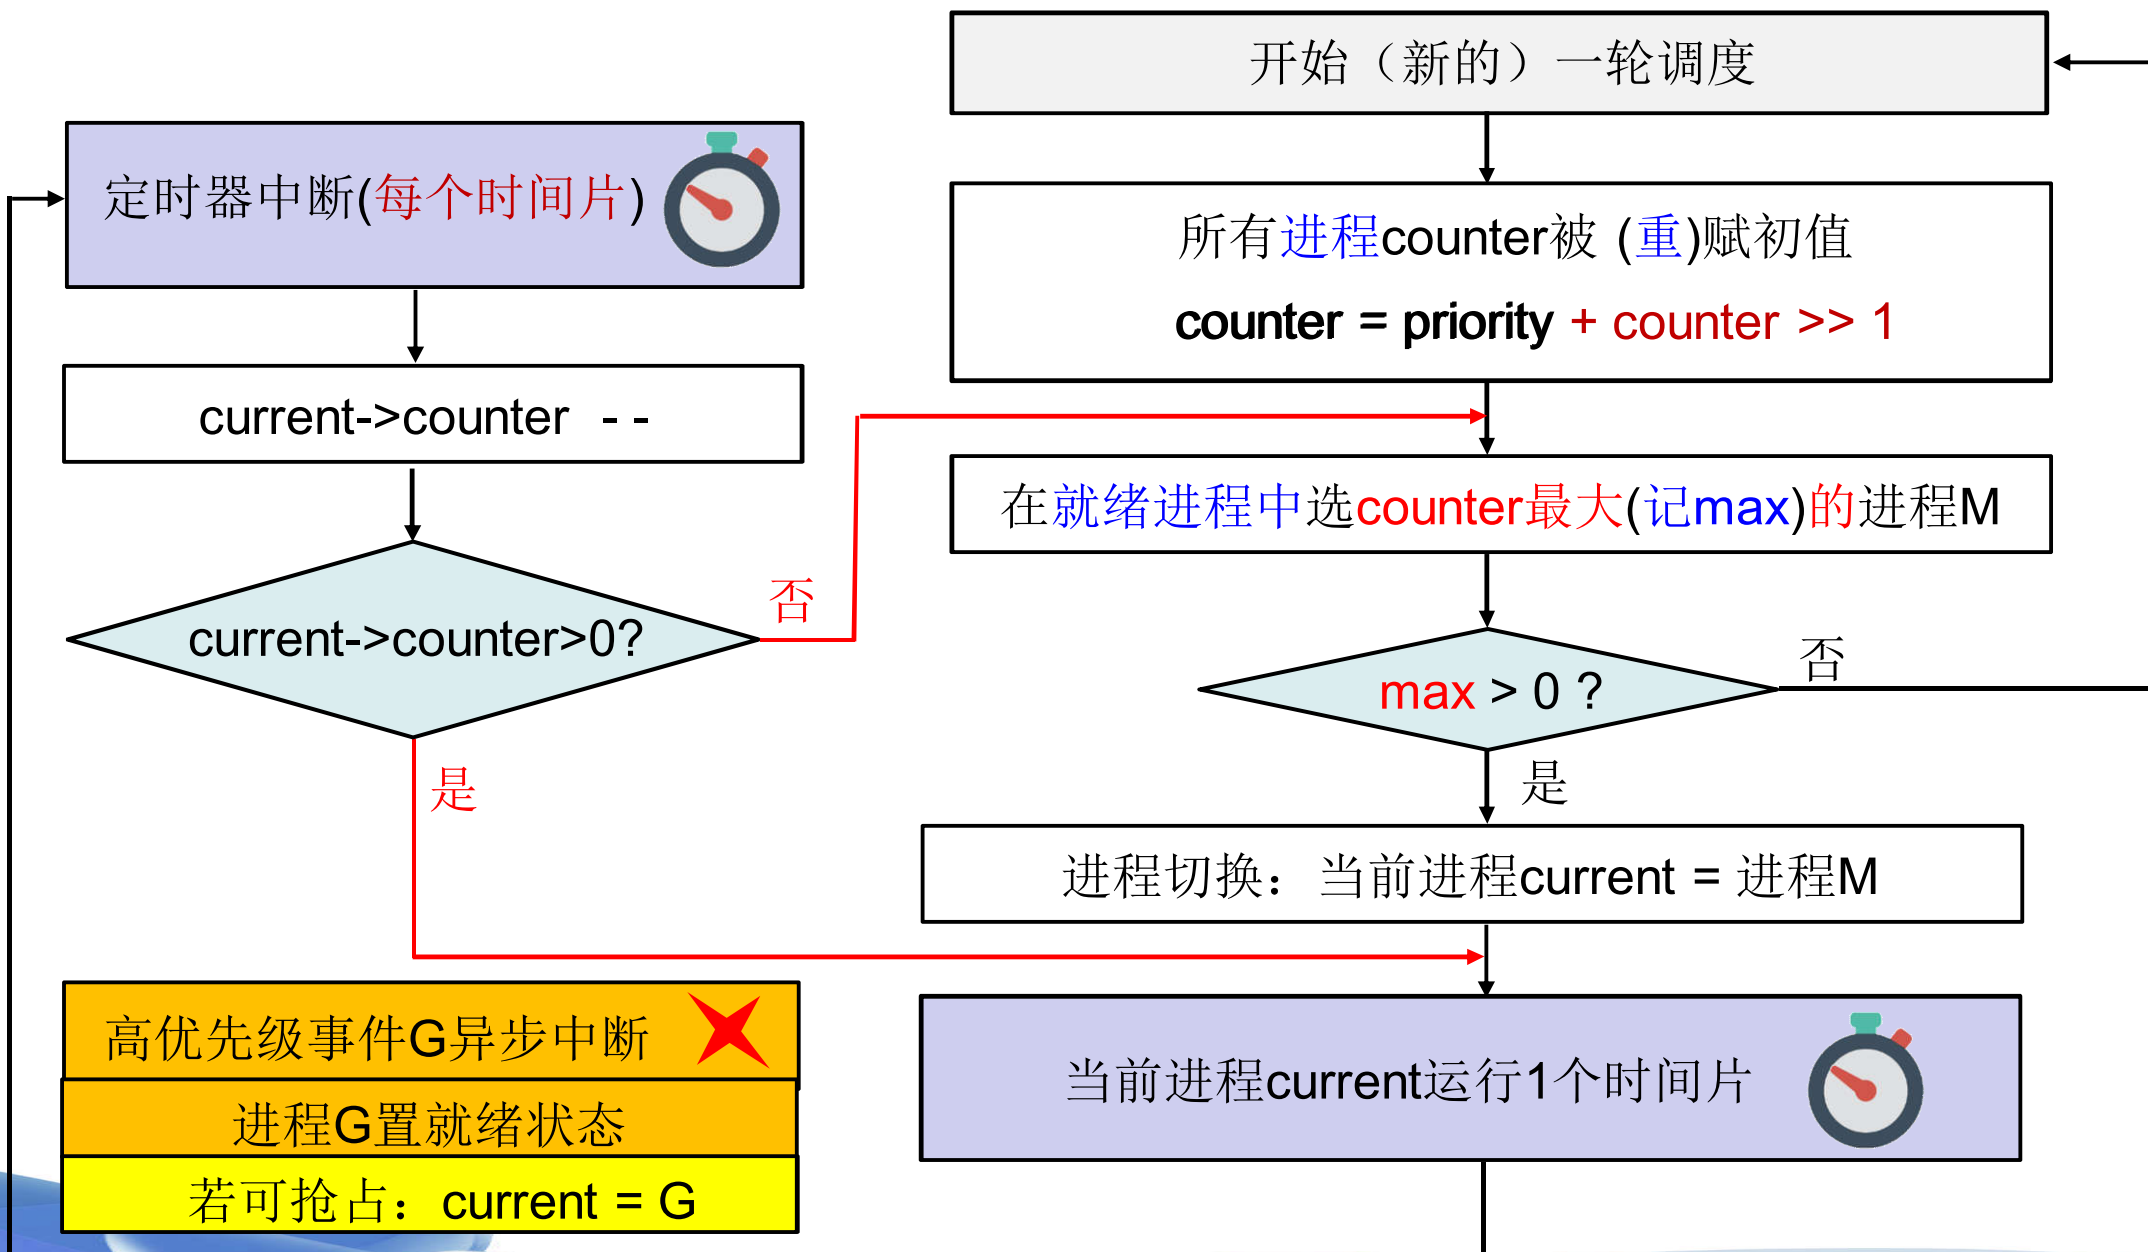 开始（新的）一轮调度
定时器中断(每个时间片)
所有进程counter被 (重)赋初值
counter = priority + counter >> 1
current->counter - -
在就绪进程中选counter最大(记max)的进程M
current->counter>0?
否
是
max > 0 ?
否
是
进程切换：当前进程current = 进程M
当前进程current运行1个时间片
高优先级事件G异步中断
进程G置就绪状态
若可抢占：current = G